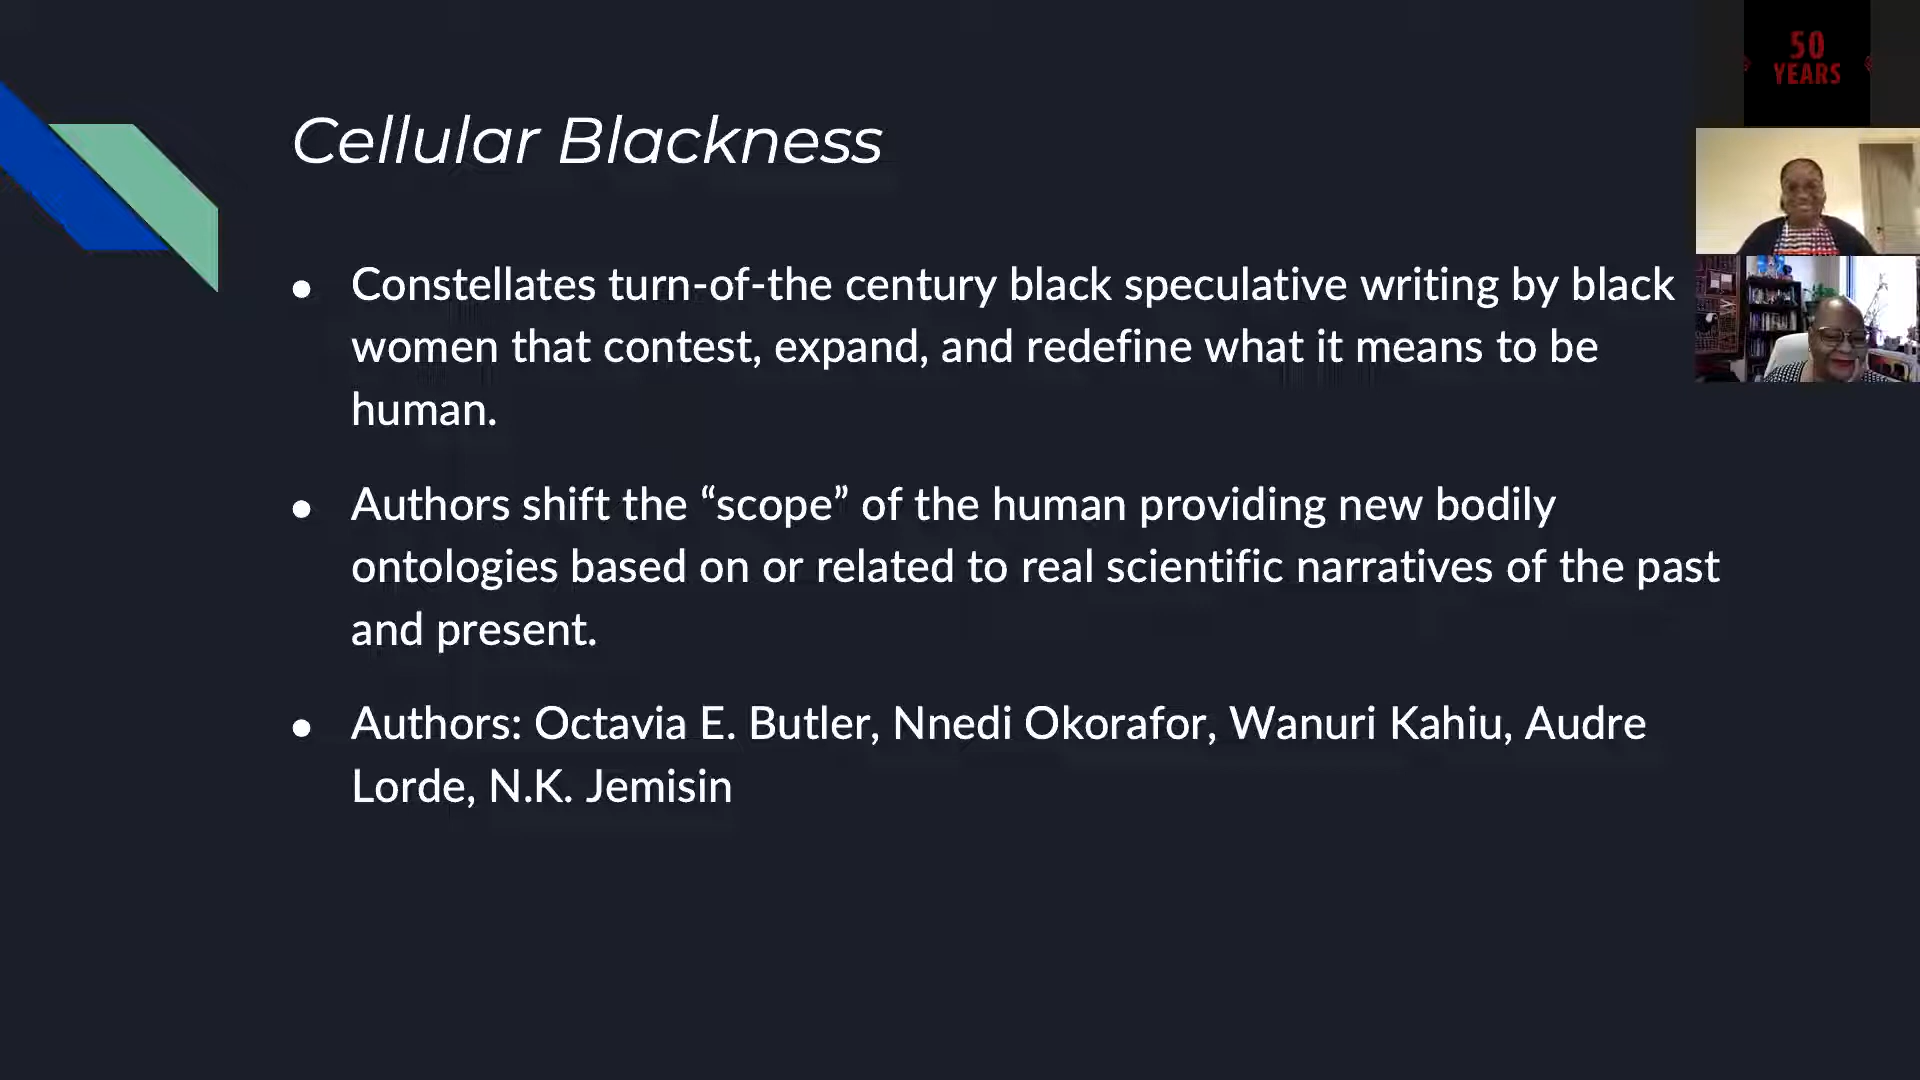 50
YEARS
Cellular Blackness
● Constellates turn-of-the century black speculative writing by black
women that contest, expand, and redefine what it means to be
human.
● Authors shift the “scope” of the human providing new bodily
ontologies based on or related to real scientific narratives of the past
and present.
● Authors: Octavia E. Butler, Nnedi Okorafor, Wanuri Kahiu, Audre
Lorde, N.K. Jemisin